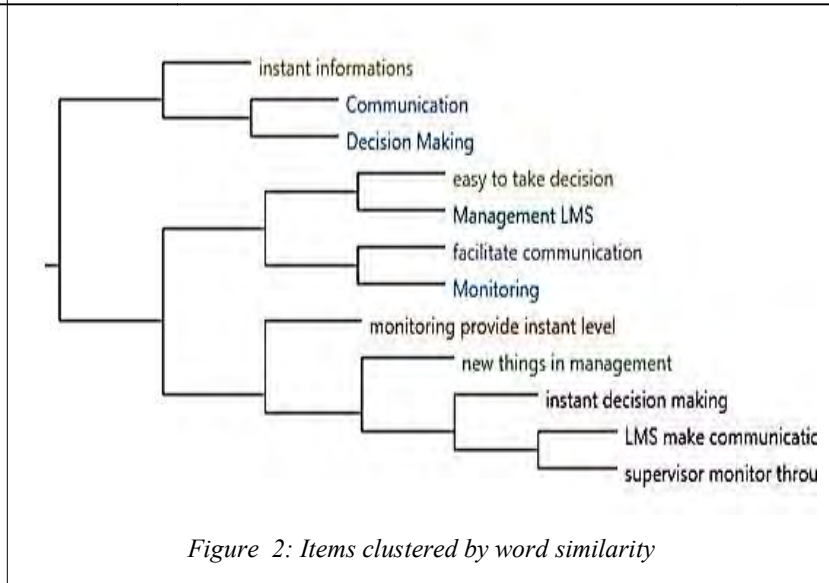 instant informations
Communication
Decision Making
easy to take decision
Management LMS
facilitate communication
Monitoring
monitoring provide instant level
new things in management
instant decision making
LMS make communicatio
supervisor monitor throu
Figure 2: Items clustered by word similarity